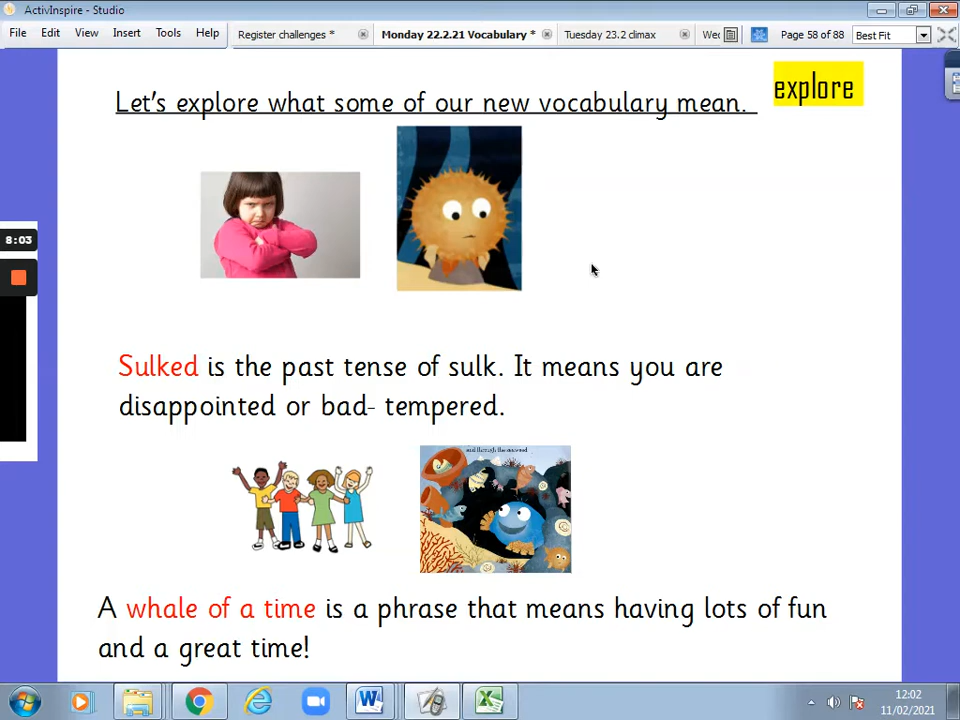 ActivInspire - Studio
File Edit View Insert Tools Help
Register challenges * Monday 22.2.21 Vocabulary * Tuesday 23.2 climax Wec Page 58 of 88 Best Fit
explore
Let's explore what some of our new vocabulary mean.
8:03
Sulked is the past tense of sulk. It means you are
disappointed or bad- tempered.
A whale of a time is a phrase that means having lots of fun
and a great time!
12:02
11/02/2021